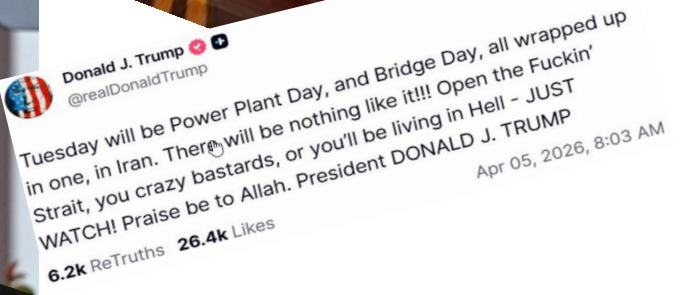 Donald J. Trump
@realDonaldTrump
Tuesday will be Power Plant Day, and Bridge Day, all wrapped up
in one, in Iran. There will be nothing like it!!! Open the Fuckin'
Strait, you crazy bastards, or you'll be living in Hell - JUST
WATCH! Praise be to Allah. President DONALD J. TRUMP
Apr 05, 2026, 8:03 AM
6.2k ReTruths 26.4k Likes